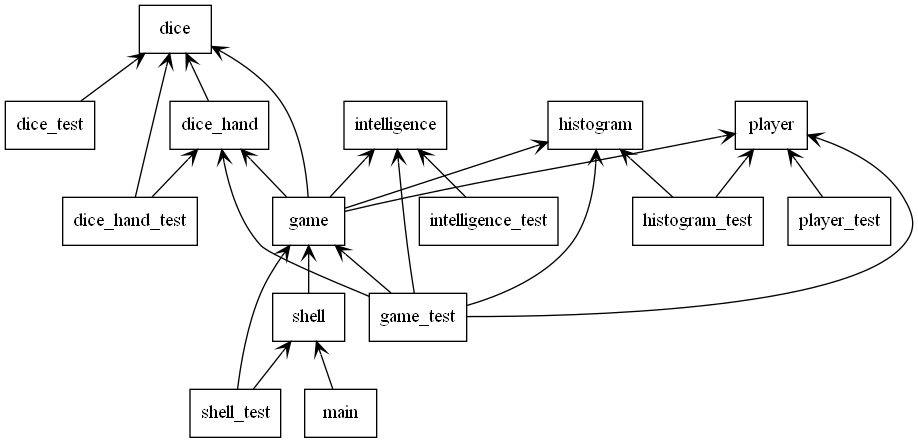 dice
dice_test
dice_hand
intelligence
histogram
player
dice_hand_test
game
intelligence_test
histogram_test
player_test
shell
game_test
shell_test
main